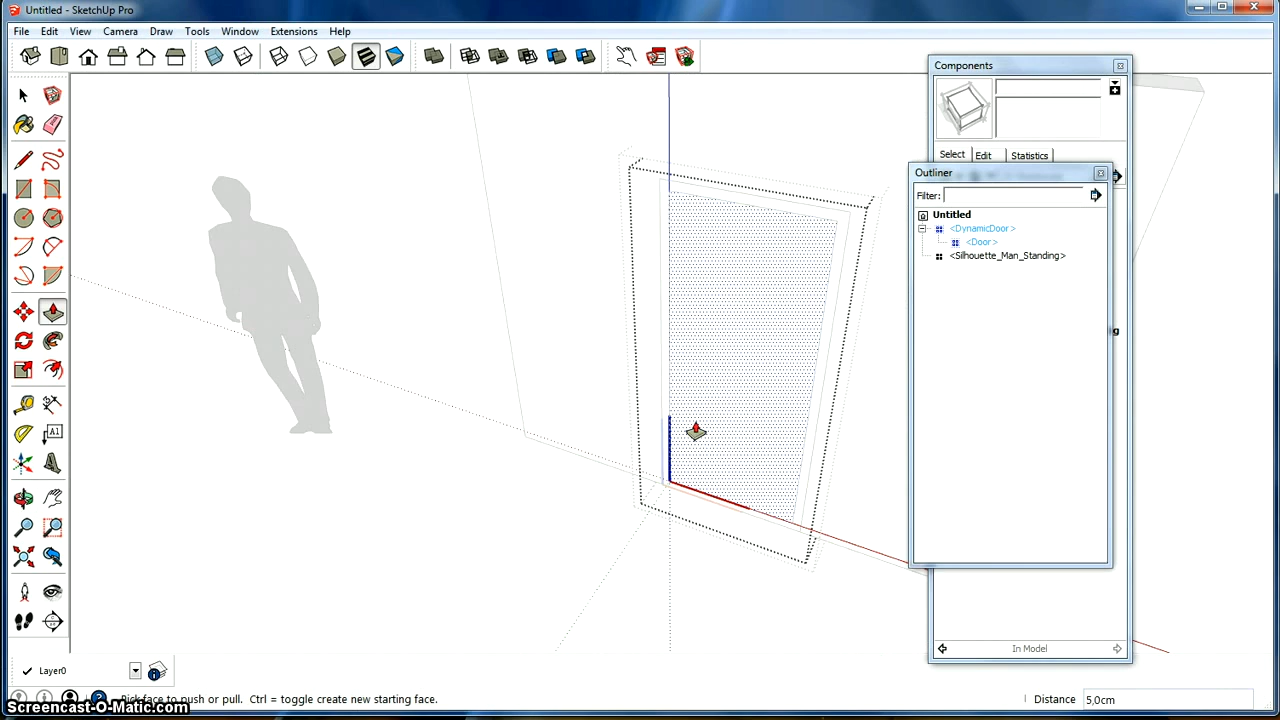 Untitled - SketchUp Pro
File Edit View Camera Draw Tools Window Extensions Help
Components
Select Edit Statistics
Outliner
Filter:
Untitled
<DynamicDoor>
<Door>
<Silhouette_Man_Standing>
A1
In Model
Layer0
Pick face to push or pull. Ctrl = toggle create new starting face.
Distance 5,0cm
Screencast-O-Matic.com